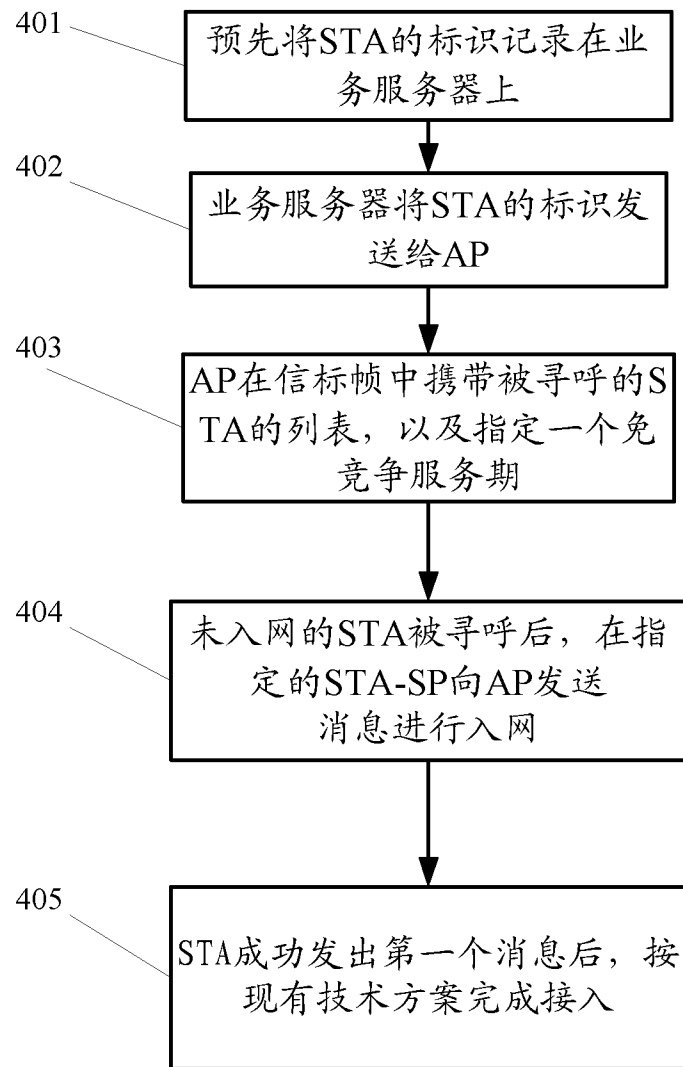 401
预先将STA的标识记录在业
务服务器上
402
业务服务器将STA的标识发
送给AP
403
AP在信标帧中携带被寻呼的S
TA的列表，以及指定一个免
竞争服务期
404
未入网的STA被寻呼后，在指
定的STA-SP向AP发送
消息进行入网
405
STA成功发出第一个消息后，按
现有技术方案完成接入